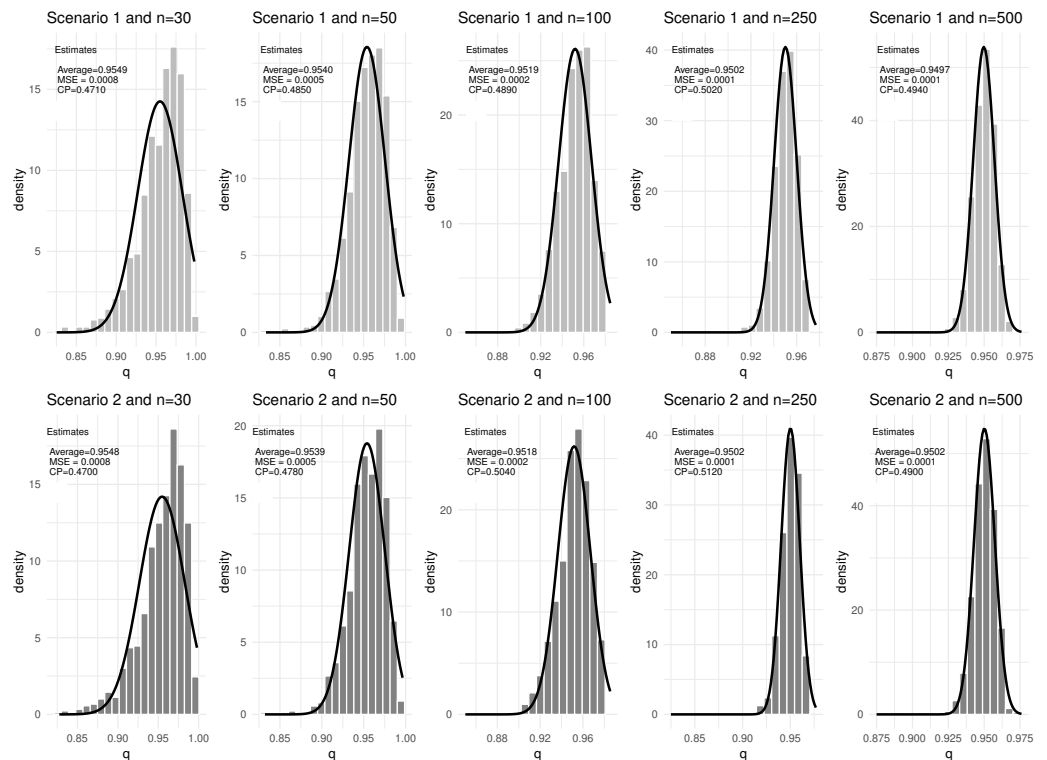 Scenario 1 and n=30
Estimates
Average=0.9549
MSE = 0.0008
CP=0.4710
15
10
5
0
density
0.85
0.90
0.95
1.00
q
Scenario 1 and n=50
Estimates
Average=0.9540
MSE = 0.0005
CP=0.4850
15
10
5
0
density
0.85
0.90
0.95
1.00
q
Scenario 1 and n=100
Estimates
Average=0.9519
MSE = 0.0002
CP=0.4890
20
10
0
density
0.88
0.92
0.96
q
Scenario 1 and n=250
Estimates
Average=0.9502
MSE = 0.0001
CP=0.5020
40
30
20
10
0
density
0.88
0.92
0.96
q
Scenario 1 and n=500
Estimates
Average=0.9497
MSE = 0.0001
CP=0.4940
40
20
0
density
0.875
0.900
0.925
0.950
0.975
q
Scenario 2 and n=30
Estimates
Average=0.9548
MSE = 0.0008
CP=0.4700
15
10
5
0
density
0.85
0.90
0.95
1.00
q
Scenario 2 and n=50
Estimates
Average=0.9539
MSE = 0.0005
CP=0.4780
20
15
10
5
0
density
0.85
0.90
0.95
1.00
q
Scenario 2 and n=100
Estimates
Average=0.9518
MSE = 0.0002
CP=0.5040
20
10
0
density
0.88
0.92
0.96
q
Scenario 2 and n=250
Estimates
Average=0.9502
MSE = 0.0001
CP=0.5120
40
30
20
10
0
density
0.85
0.90
0.95
q
Scenario 2 and n=500
Estimates
Average=0.9502
MSE = 0.0001
CP=0.4900
40
20
0
density
0.875
0.900
0.925
0.950
0.975
q